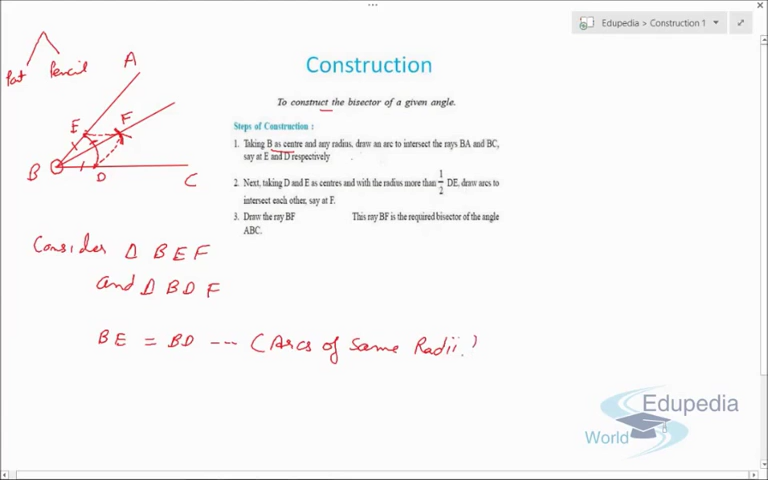 Edupedia > Construction 1
Construction
To construct the bisector of a given angle.
Steps of Construction :
1. Taking B as centre and any radius, draw an arc to intersect the rays BA and BC,
say at E and D respectively
2. Next, taking D and E as centres and with the radius more than 1/2 DE, draw arcs to
intersect each other, say at F.
3. Draw the ray BF This ray BF is the required bisector of the angle
ABC.
Pencil
A
E
F
B
D
C
Consider Δ BEF
and Δ BDF
BE = BD --- (Arcs of Same Radii.)
Edupedia
World